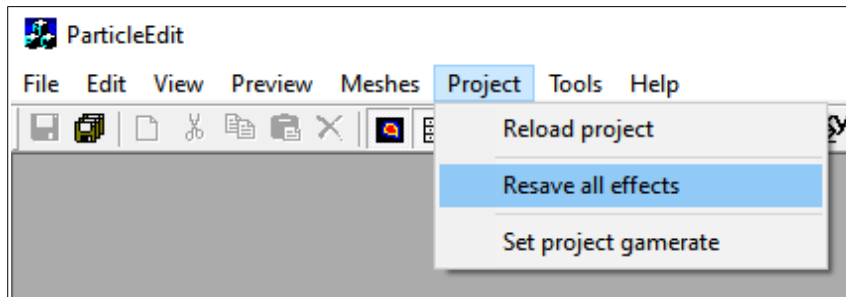 ParticleEdit
File Edit View Preview Meshes Project Tools Help
Reload project
Resave all effects
Set project gamerate